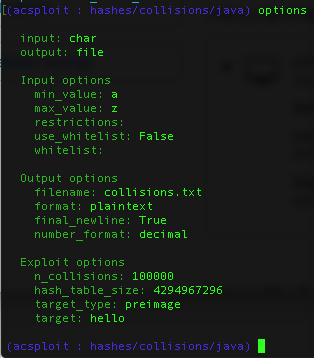 [(acsploit : hashes/collisions/java) options
input: char
output: file
Input options
min_value: a
max_value: z
restrictions:
use_whitelist: False
whitelist:
Output options
filename: collisions.txt
format: plaintext
final_newline: True
number_format: decimal
Exploit options
n_collisions: 100000
hash_table_size: 4294967296
target_type: preimage
target: hello
(acsploit : hashes/collisions/java)